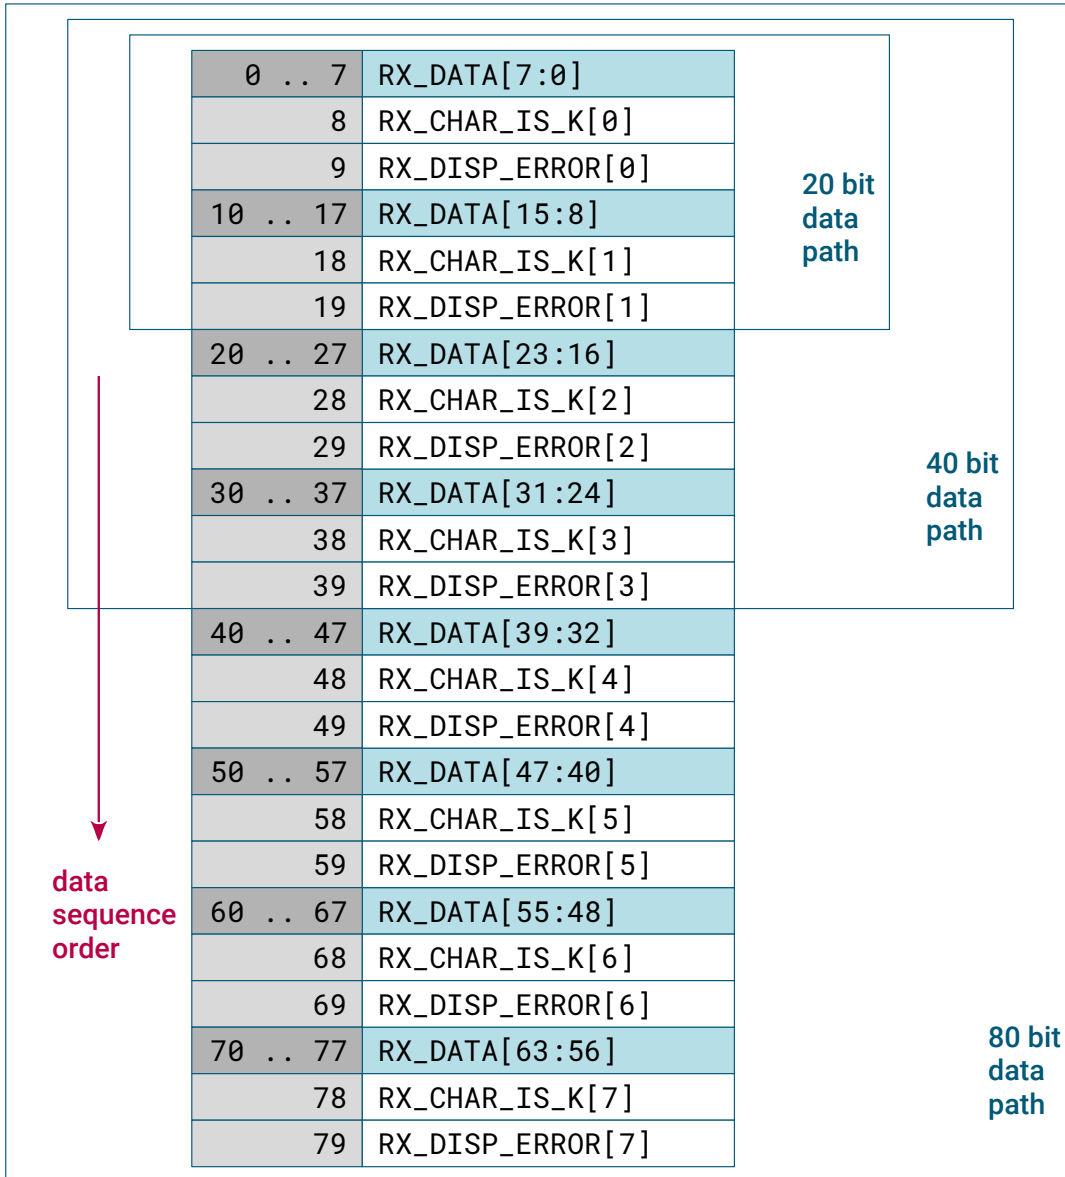 0 .. 7 RX_DATA[7:0]
8 RX_CHAR_IS_K[0]
9 RX_DISP_ERROR[0]
10 .. 17 RX_DATA[15:8]
18 RX_CHAR_IS_K[1]
19 RX_DISP_ERROR[1]
20 bit
data
path
20 .. 27 RX_DATA[23:16]
28 RX_CHAR_IS_K[2]
29 RX_DISP_ERROR[2]
30 .. 37 RX_DATA[31:24]
38 RX_CHAR_IS_K[3]
39 RX_DISP_ERROR[3]
40 bit
data
path
40 .. 47 RX_DATA[39:32]
48 RX_CHAR_IS_K[4]
49 RX_DISP_ERROR[4]
50 .. 57 RX_DATA[47:40]
58 RX_CHAR_IS_K[5]
59 RX_DISP_ERROR[5]
60 .. 67 RX_DATA[55:48]
68 RX_CHAR_IS_K[6]
69 RX_DISP_ERROR[6]
70 .. 77 RX_DATA[63:56]
78 RX_CHAR_IS_K[7]
79 RX_DISP_ERROR[7]
80 bit
data
path
data
sequence
order